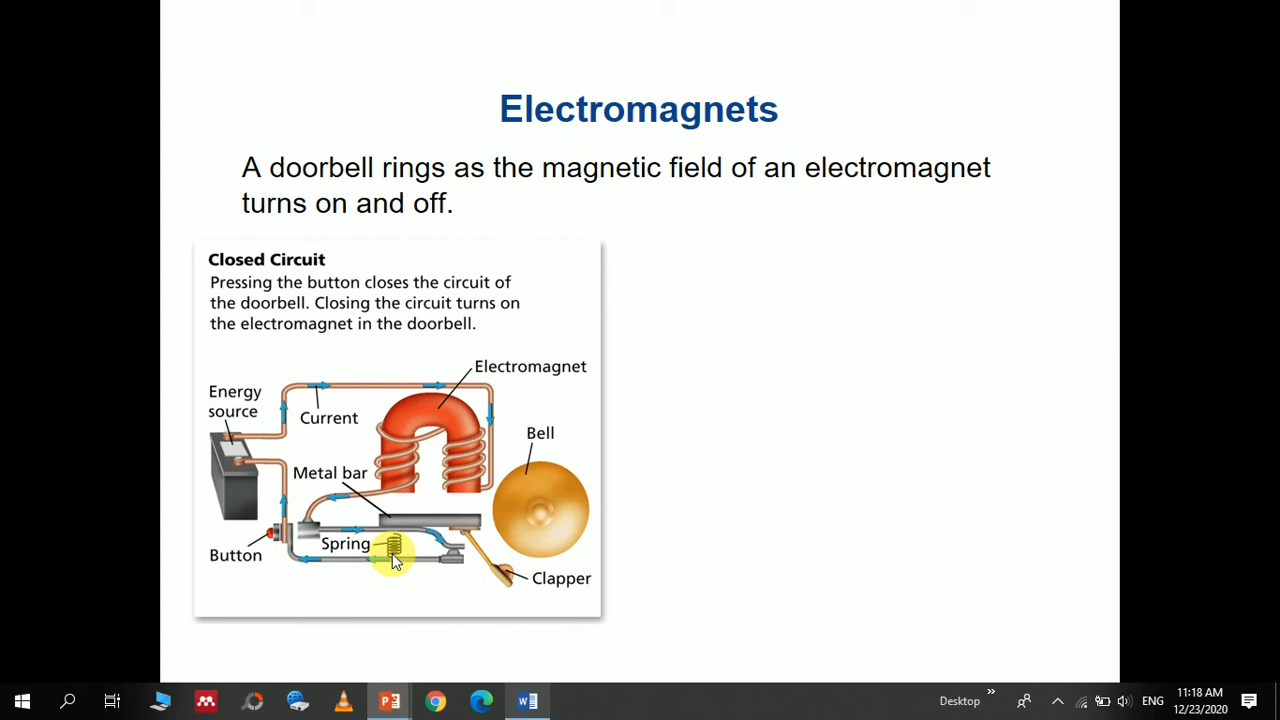 Electromagnets
A doorbell rings as the magnetic field of an electromagnet
turns on and off.
Closed Circuit
Pressing the button closes the circuit of
the doorbell. Closing the circuit turns on
the electromagnet in the doorbell.
Electromagnet
Energy
source
Current
Bell
Metal bar
Spring
Button
Clapper
Desktop
»
ENG
11:18 AM
12/23/2020